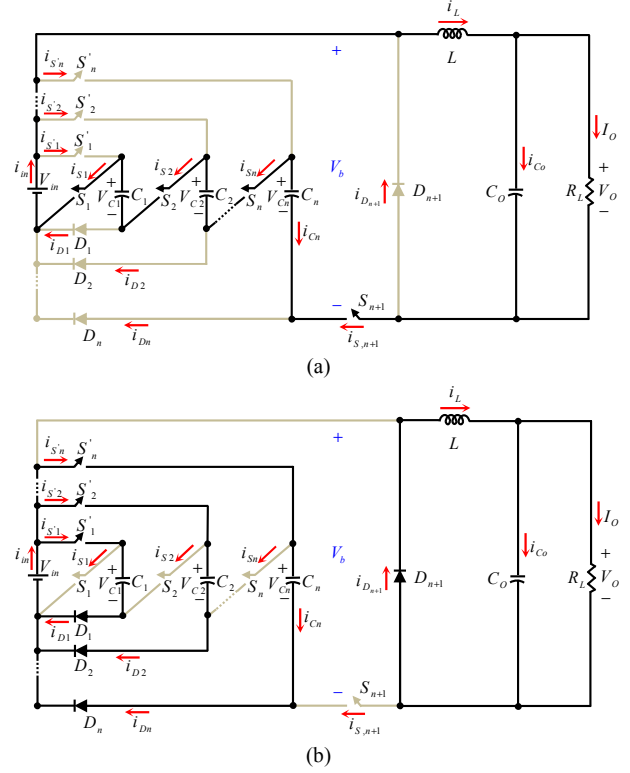 i_L
+
L
i_S'n S'_n
i_S'2 S'_2
i_S'1 S'_1
I_O
i_in V_in
i_S1 i_S2 i_Sn
i_Co
V_b
S_1 + V_C1 − C_1 S_2 + V_C2 − C_2 S_n + V_Cn − C_n
i_Dn+1 D_n+1
C_O R_L + V_O −
i_Cn
i_D1 D_1
D_2 i_D2
− S_n+1
D_n i_Dn
i_S,n+1
(a)
i_L
+
L
i_S'n S'_n
i_S'2 S'_2
i_S'1 S'_1
I_O
i_in V_in
i_S1 i_S2 i_Sn
i_Co
V_b
S_1 + V_C1 − C_1 S_2 + V_C2 − C_2 S_n + V_Cn − C_n
i_Dn+1 D_n+1
C_O R_L + V_O −
i_Cn
i_D1 D_1
D_2 i_D2
− S_n+1
D_n i_Dn
i_S,n+1
(b)